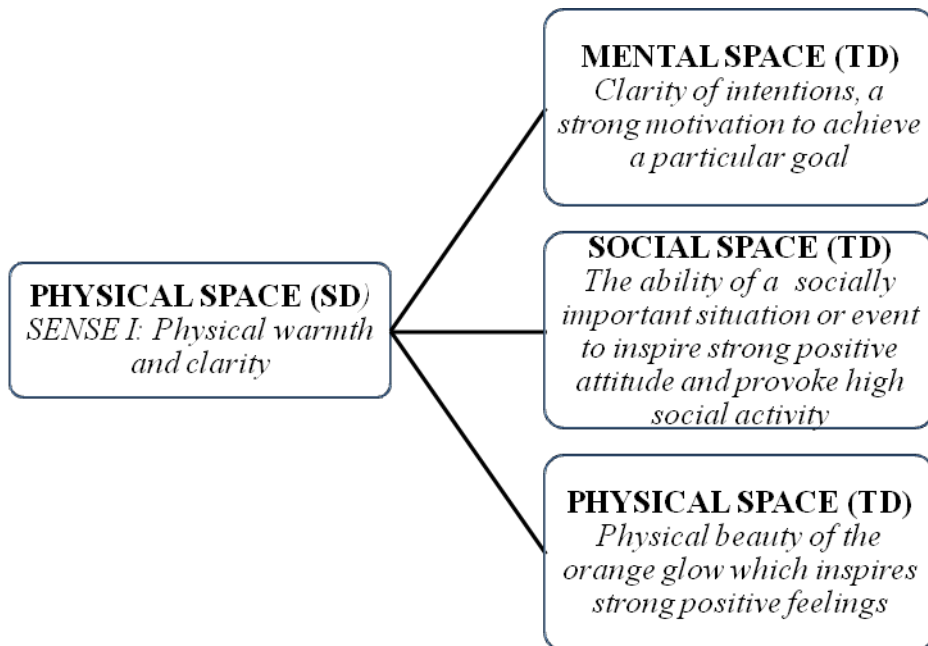 MENTAL SPACE (TD)
Clarity of intentions, a
strong motivation to achieve
a particular goal
SOCIAL SPACE (TD)
The ability of a socially
important situation or event
to inspire strong positive
attitude and provoke high
social activity
PHYSICAL SPACE (SD)
SENSE I: Physical warmth
and clarity
PHYSICAL SPACE (TD)
Physical beauty of the
orange glow which inspires
strong positive feelings